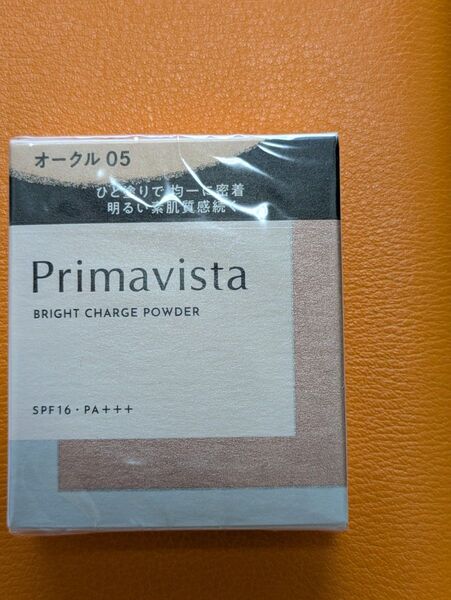 オークル 05
ひと塗りで 均一に密着
明るい素肌質感続く
Primavista
BRIGHT CHARGE POWDER
SPF16・PA+++